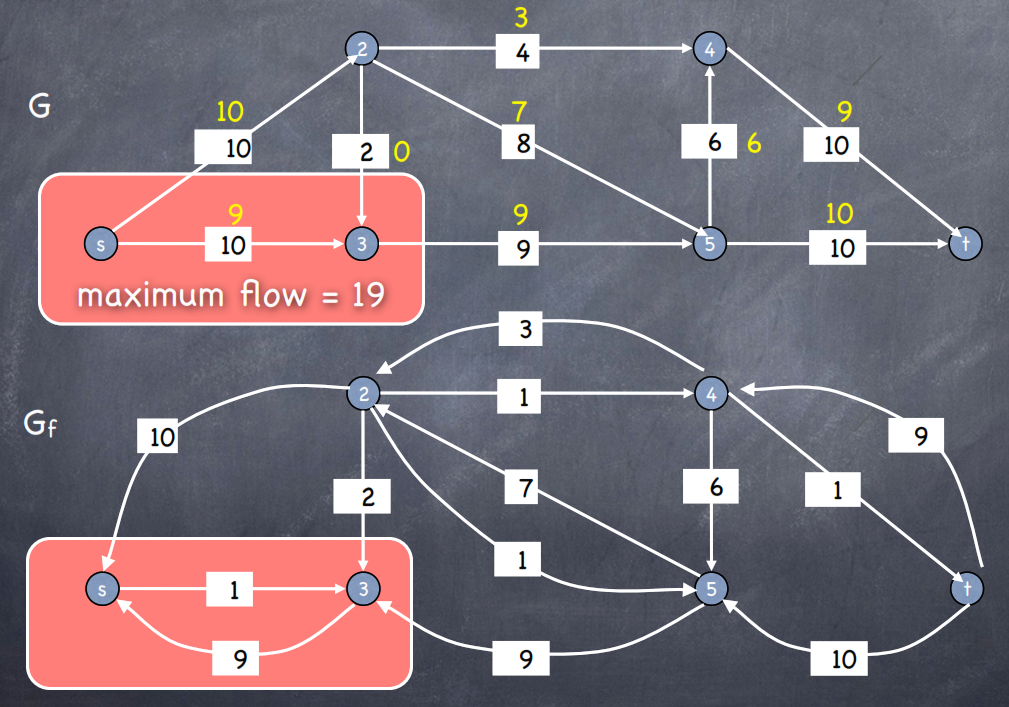 3
2 4 4
G
10 7 9
10 2 0 8 6 6 10
9 9 10
s 10 3 9 5 10 t
maximum flow = 19
3
2 1 4
Gf
10 9
2 7 6 1
1
s 1 3 5 t
9 9 10